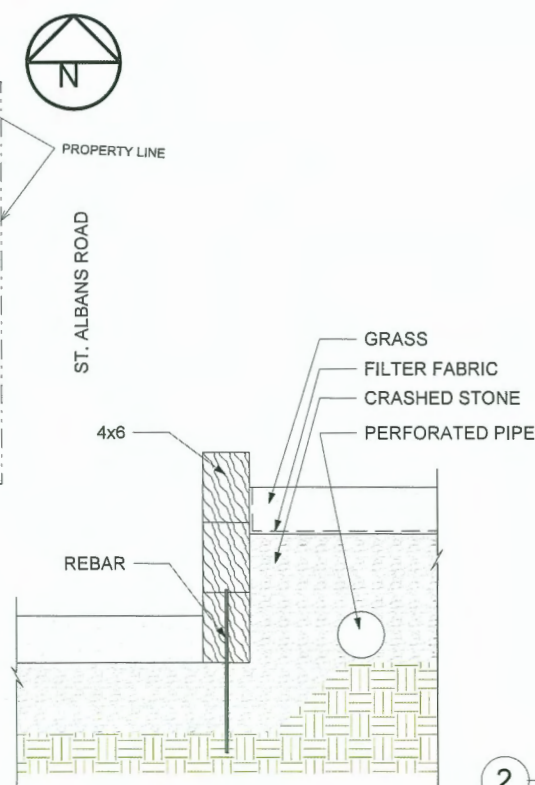 N
PROPERTY LINE
ST. ALBANS ROAD
GRASS
FILTER FABRIC
CRASHED STONE
4x6
PERFORATED PIPE
REBAR
2